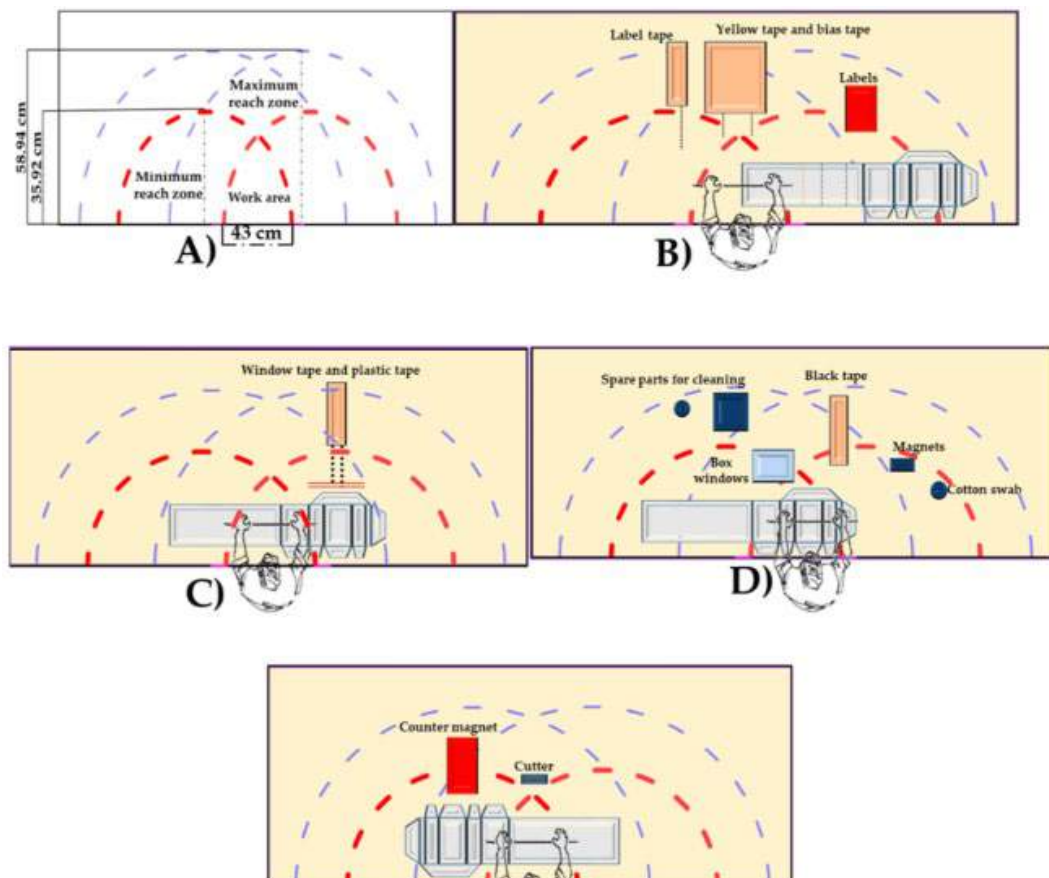 58.94 cm
35.92 cm
Maximum
reach zone
Minimum
reach zone
Work area
43 cm
A)
Label tape
Yellow tape and bias tape
Labels
B)
Window tape and plastic tape
C)
Spare parts for cleaning
Black tape
Box
windows
Magnets
Cotton swab
D)
Counter magnet
Cutter